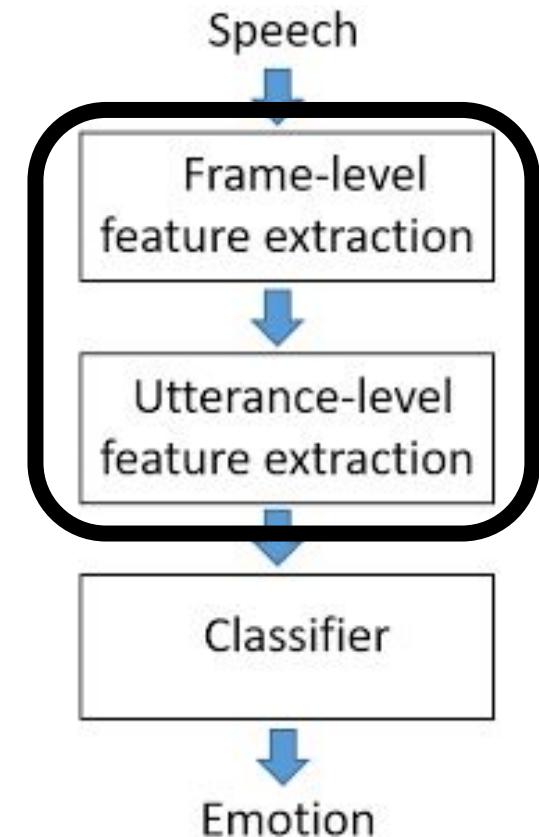 Speech
Frame-level
feature extraction
Utterance-level
feature extraction
Classifier
Emotion